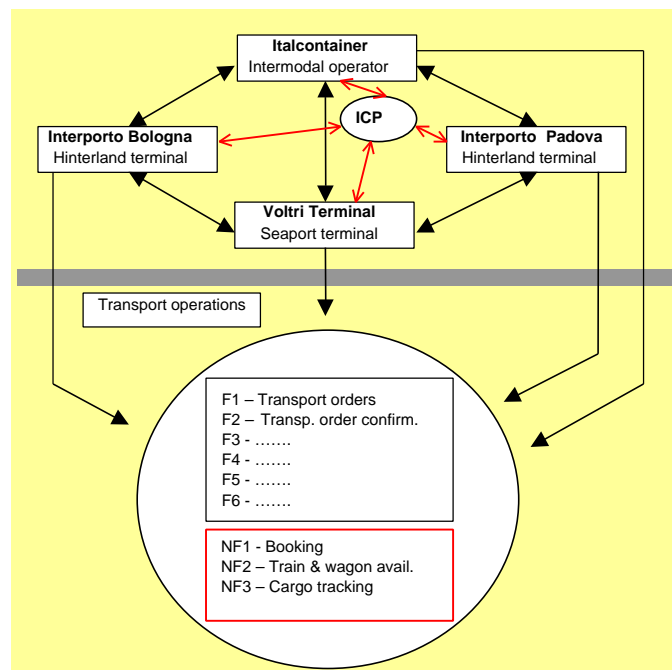 Italcontainer
Intermodal operator
ICP
Interporto Bologna
Hinterland terminal
Interporto Padova
Hinterland terminal
Voltri Terminal
Seaport terminal
Transport operations
F1 – Transport orders
F2 – Transp. order confirm.
F3 - …….
F4 - …….
F5 - …….
F6 - …….
NF1 - Booking
NF2 – Train & wagon avail.
NF3 – Cargo tracking